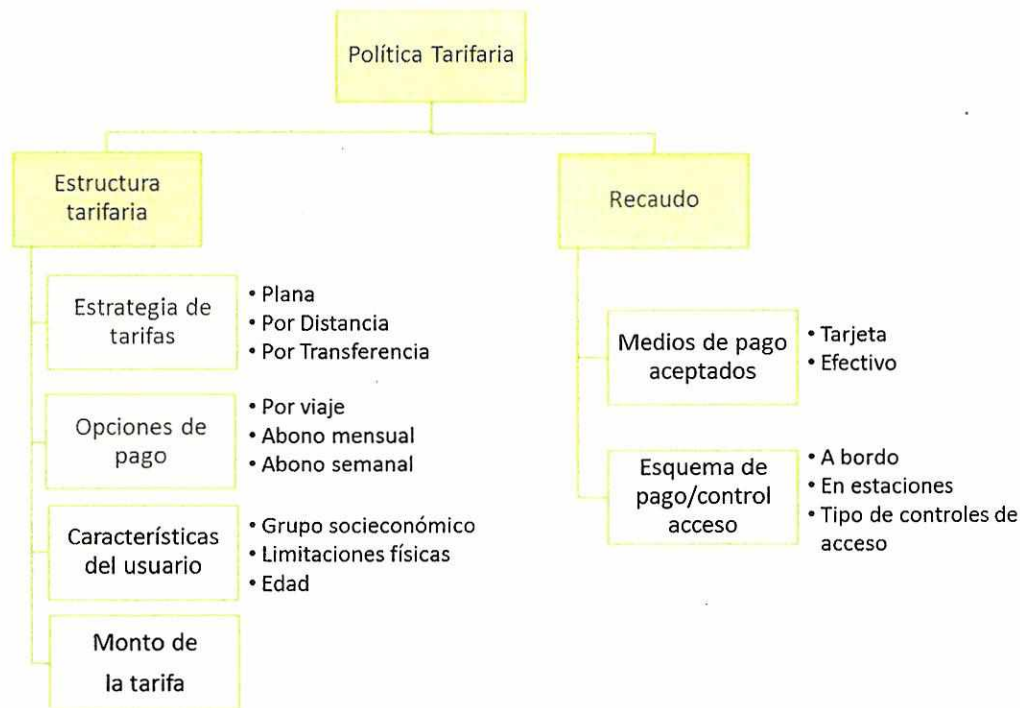 Política Tarifaria
Estructura
tarifaria
Estrategia de
tarifas
• Plana
• Por Distancia
• Por Transferencia
Opciones de
pago
• Por viaje
• Abono mensual
• Abono semanal
Características
del usuario
• Grupo socieconómico
• Limitaciones físicas
• Edad
Monto de
la tarifa
Recaudo
Medios de pago
aceptados
• Tarjeta
• Efectivo
Esquema de
pago/control
acceso
• A bordo
• En estaciones
• Tipo de controles de
acceso